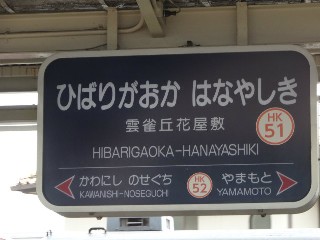 ひばりがおか はなやしき
雲雀丘花屋敷
HK
51
HIBARIGAOKA-HANAYASHIKI
かわにし のせぐち
KAWANISHI-NOSEGUCHI
HK
52
やまもと
YAMAMOTO